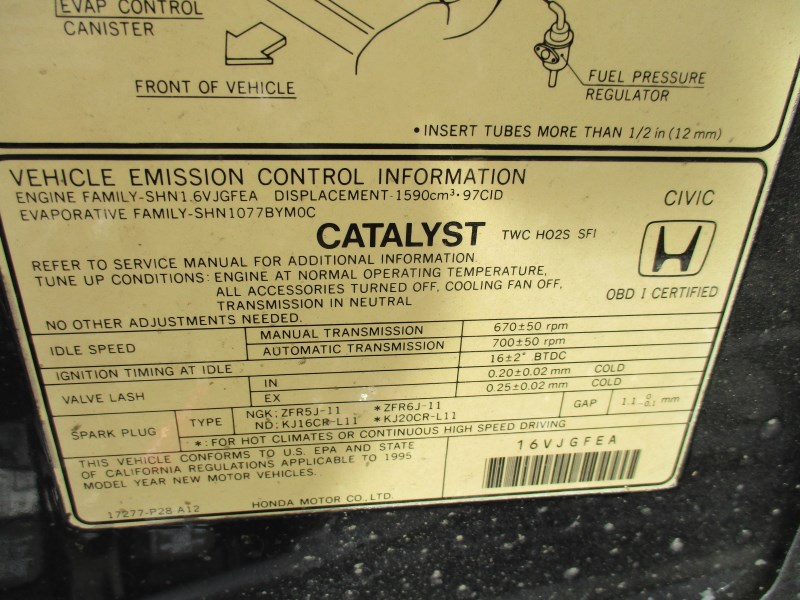 EVAP CONTROL
CANISTER
FRONT OF VEHICLE
FUEL PRESSURE
REGULATOR
• INSERT TUBES MORE THAN 1/2 in (12 mm)
VEHICLE EMISSION CONTROL INFORMATION
ENGINE FAMILY-SHN1.6VJGFEA DISPLACEMENT-1590cm³·97CID
EVAPORATIVE FAMILY-SHN1077BYM0C
CIVIC
CATALYST TWC HO2S SFI
REFER TO SERVICE MANUAL FOR ADDITIONAL INFORMATION.
TUNE UP CONDITIONS: ENGINE AT NORMAL OPERATING TEMPERATURE,
ALL ACCESSORIES TURNED OFF, COOLING FAN OFF,
TRANSMISSION IN NEUTRAL
OBD I CERTIFIED
NO OTHER ADJUSTMENTS NEEDED.
IDLE SPEED MANUAL TRANSMISSION 670±50 rpm
AUTOMATIC TRANSMISSION 700±50 rpm
IGNITION TIMING AT IDLE 16±2° BTDC
VALVE LASH IN 0.20±0.02 mm COLD
EX 0.25±0.02 mm COLD
SPARK PLUG TYPE NGK: ZFR5J-11 *ZFR6J-11 GAP 1.1 0/-0.1 mm
ND: KJ16CR-L11 *KJ20CR-L11
*: FOR HOT CLIMATES OR CONTINUOUS HIGH SPEED DRIVING
THIS VEHICLE CONFORMS TO U.S. EPA AND STATE
OF CALIFORNIA REGULATIONS APPLICABLE TO 1995
MODEL YEAR NEW MOTOR VEHICLES.
16VJGFEA
17277-P28 A12 HONDA MOTOR CO., LTD.